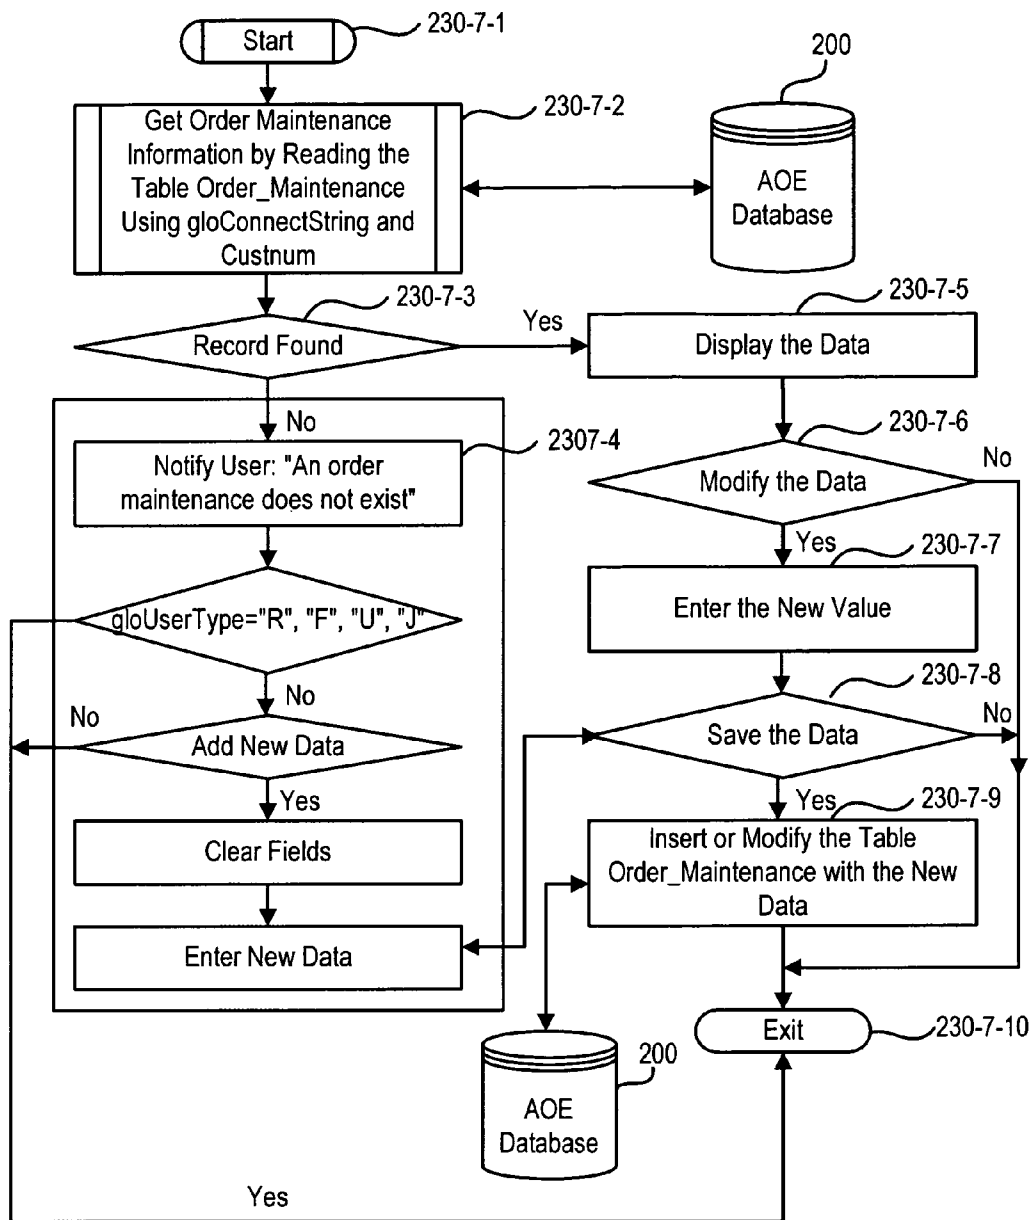 Start
230-7-1
Get Order Maintenance
Information by Reading the
Table Order_Maintenance
Using gloConnectString and
Custnum
230-7-2
200
AOE
Database
230-7-3
Record Found
Yes
230-7-5
Display the Data
No
2307-4
Notify User: "An order
maintenance does not exist"
230-7-6
Modify the Data
No
Yes
230-7-7
Enter the New Value
gloUserType="R", "F", "U", "J"
No
230-7-8
Save the Data
No
No
Add New Data
Yes
Yes
230-7-9
Clear Fields
Insert or Modify the Table
Order_Maintenance with the New
Data
Enter New Data
Exit
230-7-10
200
AOE
Database
Yes